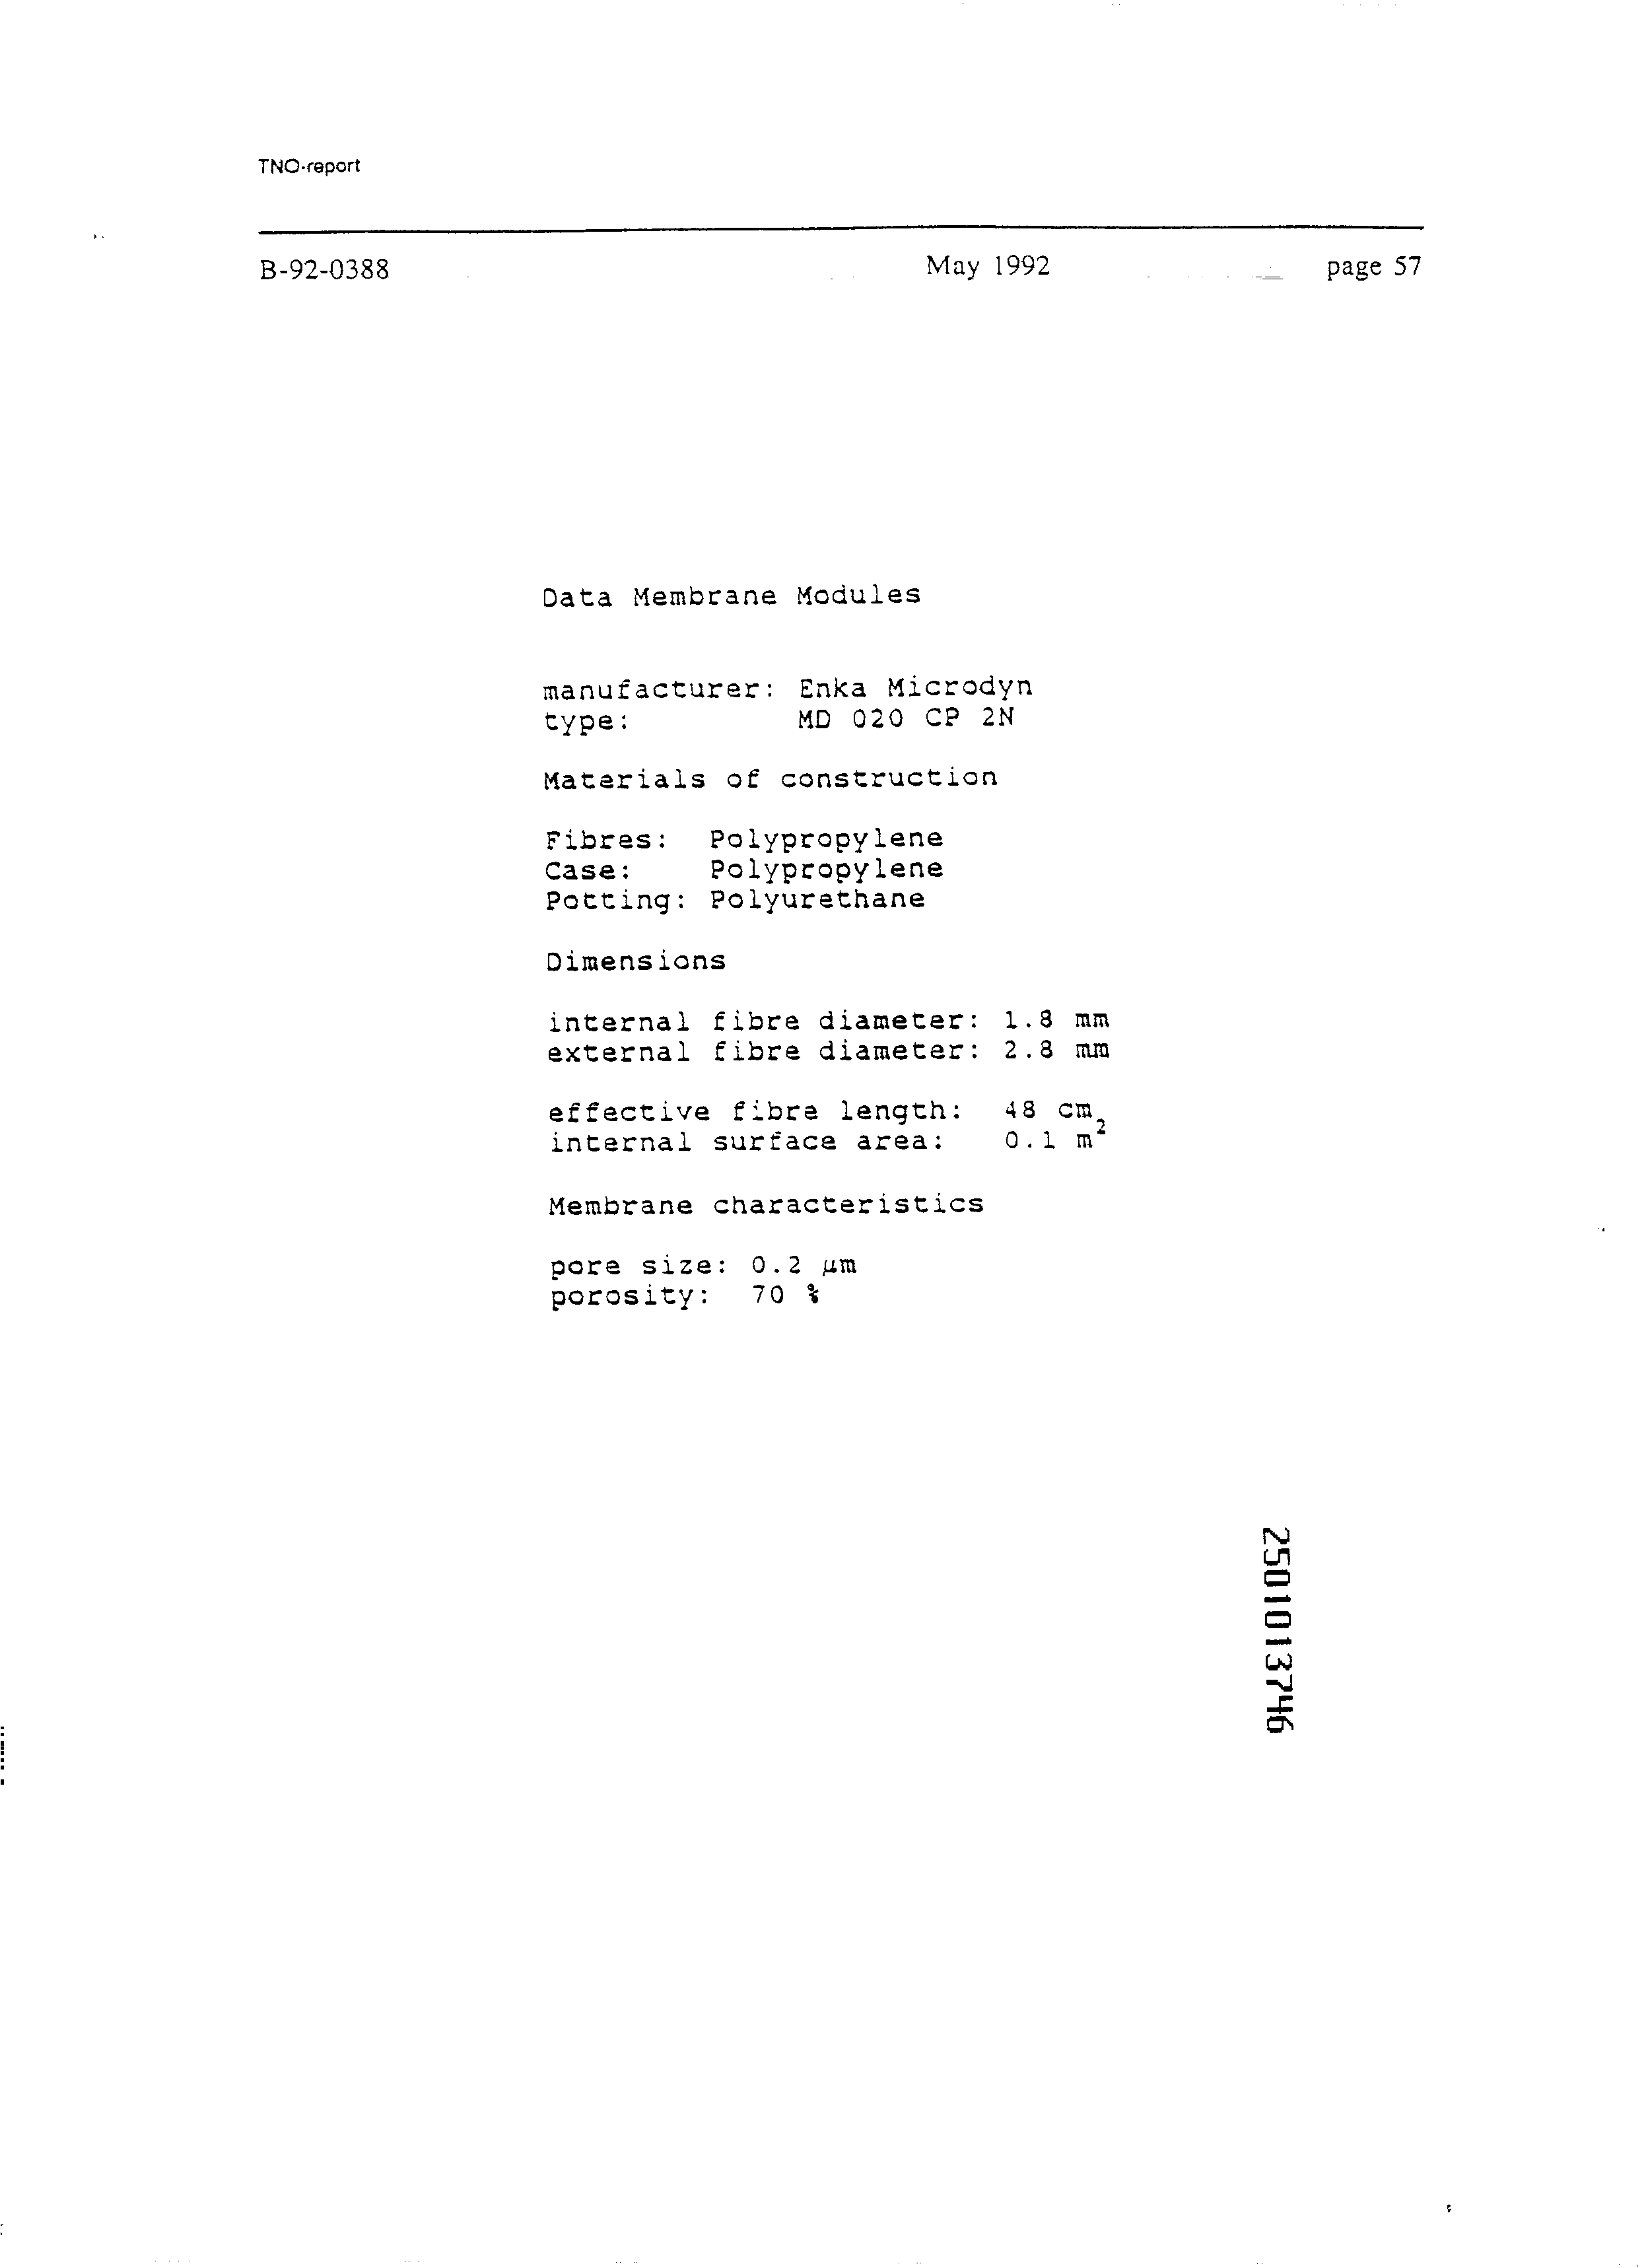 TNO-report
B-92-0388 May 1992 page 57
Data Membrane Modules
manufacturer: Enka Microdyn
type: MD 020 CP 2N
Materials of construction
Fibres: Polypropylene
Case: Polypropylene
Potting: Polyurethane
Dimensions
internal fibre diameter: 1.8 mm
external fibre diameter: 2.8 mm
effective fibre length: 48 cm
internal surface area: 0.1 m²
Membrane characteristics
pore size: 0.2 µm
porosity: 70 %
2501013746